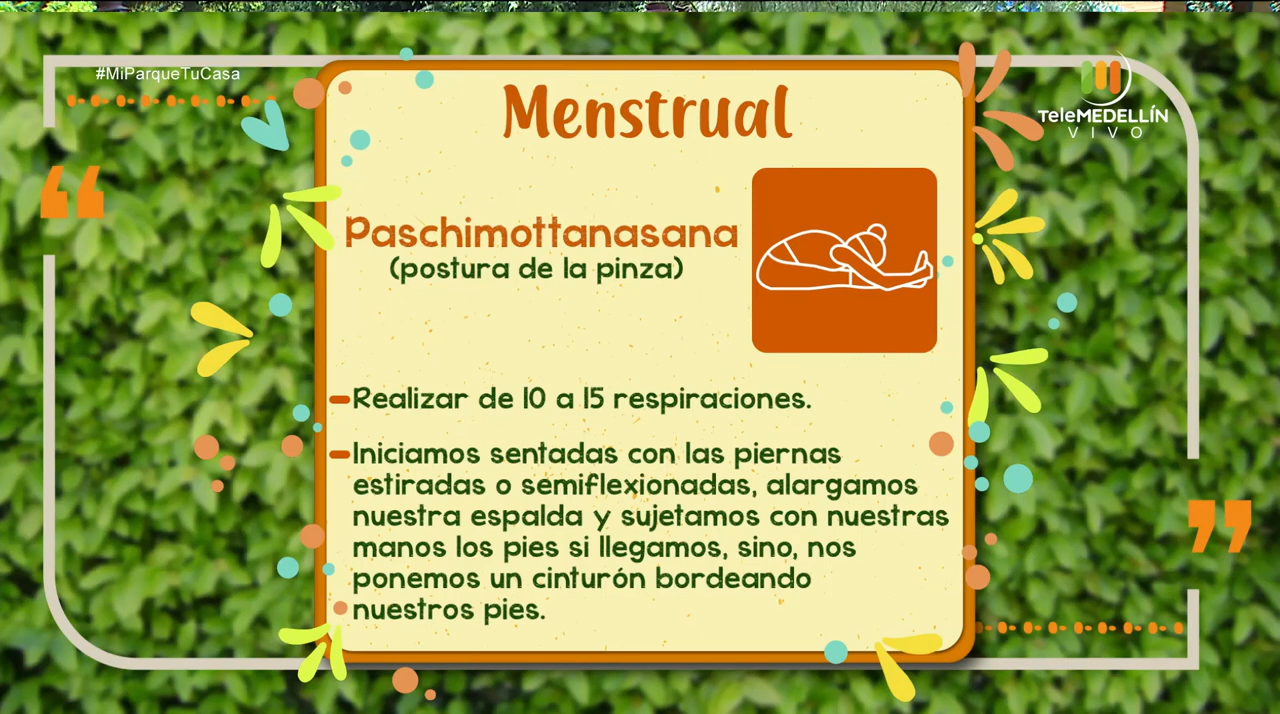 #MiParqueTuCasa
TeleMEDELLÍN
VIVO
Menstrual
Paschimottanasana
(postura de la pinza)
Realizar de 10 a 15 respiraciones.
Iniciamos sentadas con las piernas
estiradas o semiflexionadas, alargamos
nuestra espalda y sujetamos con nuestras
manos los pies si llegamos, sino, nos
ponemos un cinturón bordeando
nuestros pies.